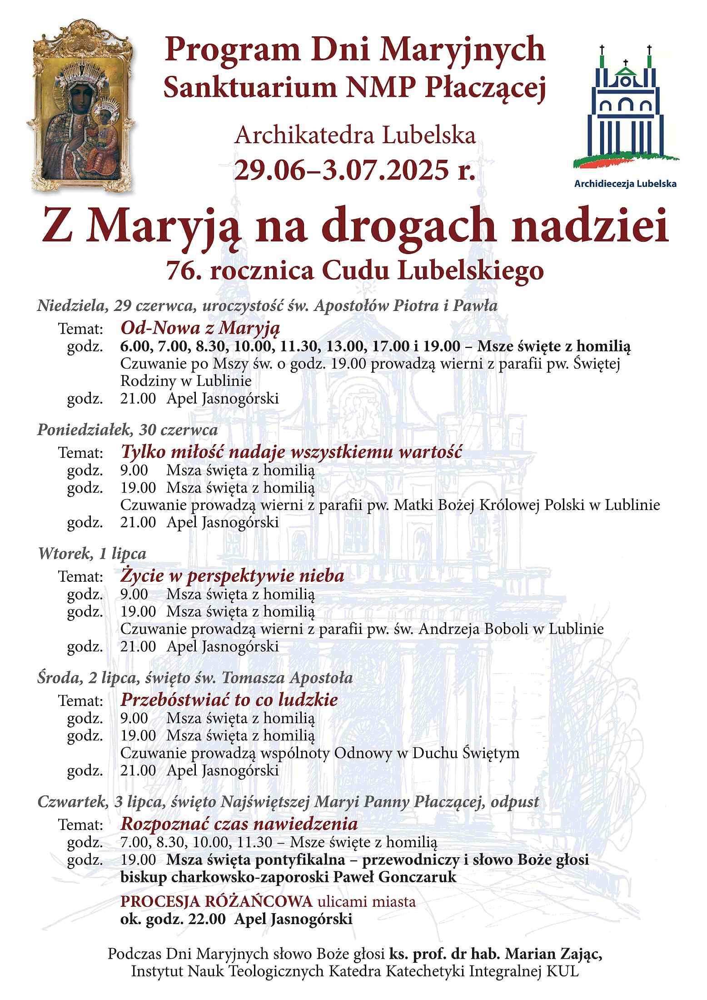 Program Dni Maryjnych
Sanktuarium NMP Płaczącej
Archikatedra Lubelska
29.06–3.07.2025 r.
Archidiecezja Lubelska
Z Maryją na drogach nadziei
76. rocznica Cudu Lubelskiego
Niedziela, 29 czerwca, uroczystość św. Apostołów Piotra i Pawła
Temat: Od-Nowa z Maryją
godz. 6.00, 7.00, 8.30, 10.00, 11.30, 13.00, 17.00 i 19.00 – Msze święte z homilią
Czuwanie po Mszy św. o godz. 19.00 prowadzą wierni z parafii pw. Świętej
Rodziny w Lublinie
godz. 21.00 Apel Jasnogórski
Poniedziałek, 30 czerwca
Temat: Tylko miłość nadaje wszystkiemu wartość
godz. 9.00 Msza święta z homilią
godz. 19.00 Msza święta z homilią
Czuwanie prowadzą wierni z parafii pw. Matki Bożej Królowej Polski w Lublinie
godz. 21.00 Apel Jasnogórski
Wtorek, 1 lipca
Temat: Życie w perspektywie nieba
godz. 9.00 Msza święta z homilią
godz. 19.00 Msza święta z homilią
Czuwanie prowadzą wierni z parafii pw. św. Andrzeja Boboli w Lublinie
godz. 21.00 Apel Jasnogórski
Środa, 2 lipca, święto św. Tomasza Apostoła
Temat: Przebóstwiać to co ludzkie
godz. 9.00 Msza święta z homilią
godz. 19.00 Msza święta z homilią
Czuwanie prowadzą wspólnoty Odnowy w Duchu Świętym
godz. 21.00 Apel Jasnogórski
Czwartek, 3 lipca, święto Najświętszej Maryi Panny Płaczącej, odpust
Temat: Rozpoznać czas nawiedzenia
godz. 7.00, 8.30, 10.00, 11.30 – Msze święte z homilią
godz. 19.00 Msza święta pontyfikalna – przewodniczy i słowo Boże głosi
biskup charkowsko-zaporoski Paweł Gonczaruk
PROCESJA RÓŻAŃCOWA ulicami miasta
ok. godz. 22.00 Apel Jasnogórski
Podczas Dni Maryjnych słowo Boże głosi ks. prof. dr hab. Marian Zając,
Instytut Nauk Teologicznych Katedra Katechetyki Integralnej KUL